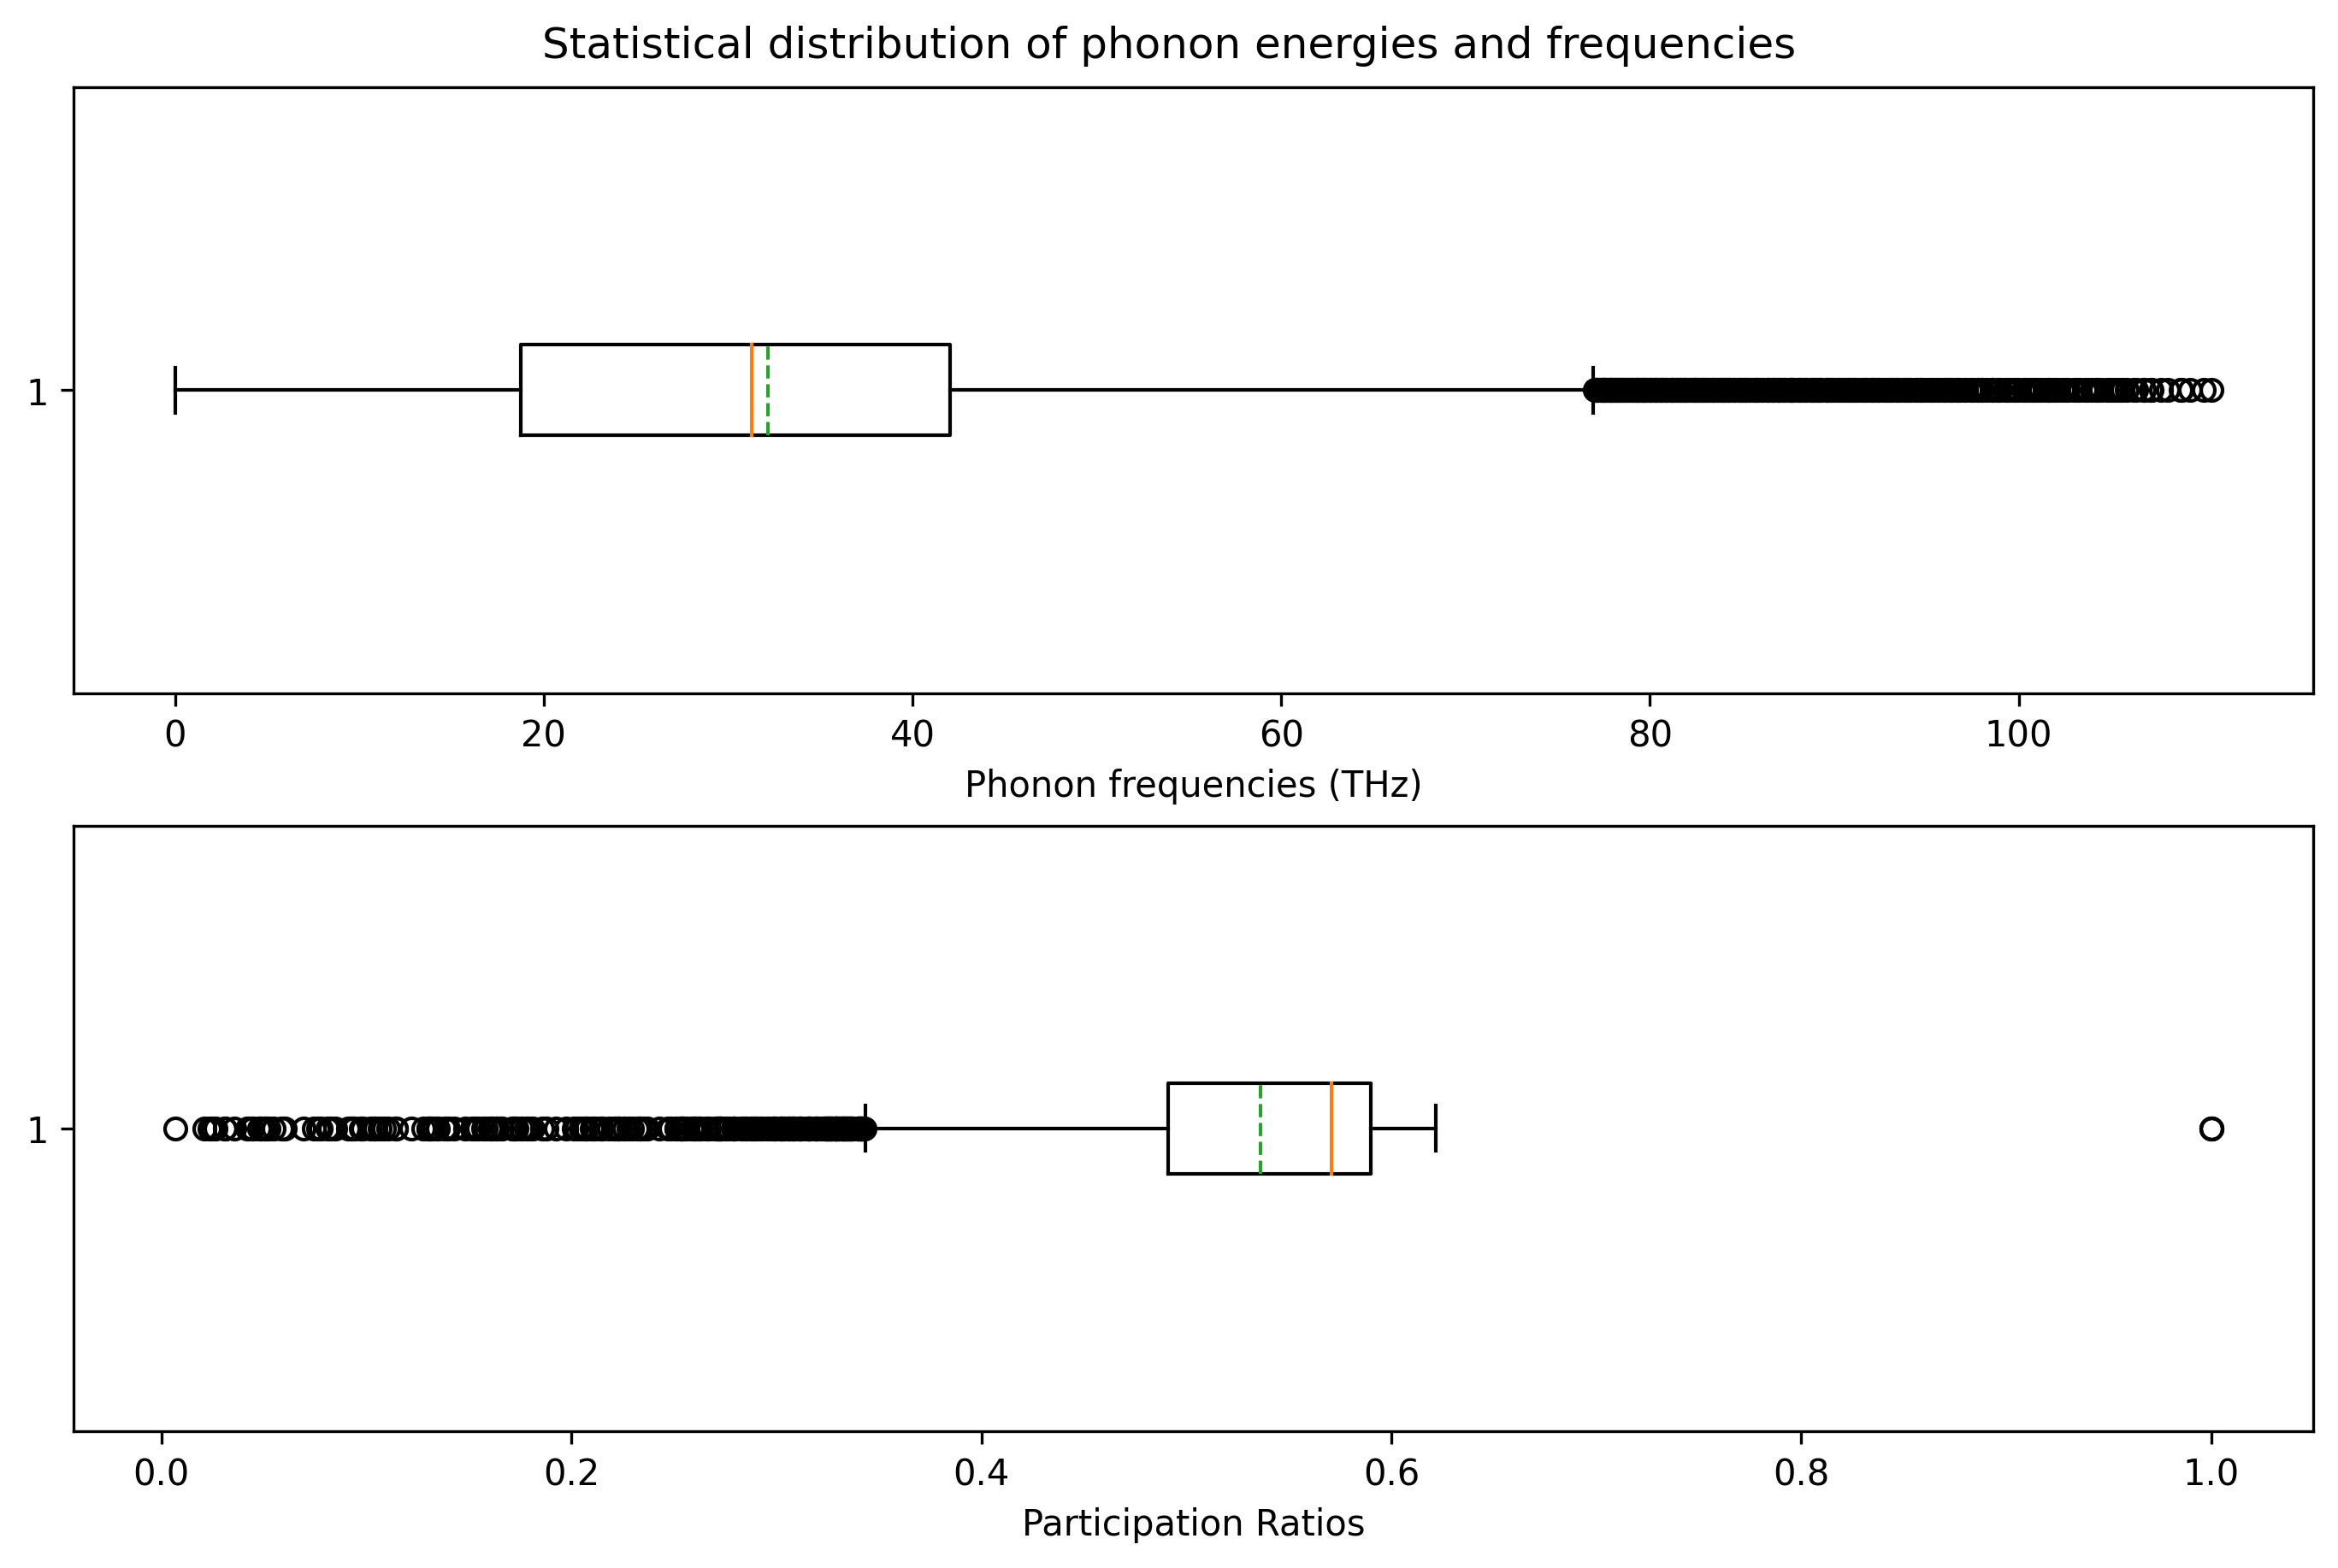 Statistical distribution of phonon energies and frequencies
1
0 20 40 60 80 100
Phonon frequencies (THz)
1
0.0 0.2 0.4 0.6 0.8 1.0
Participation Ratios